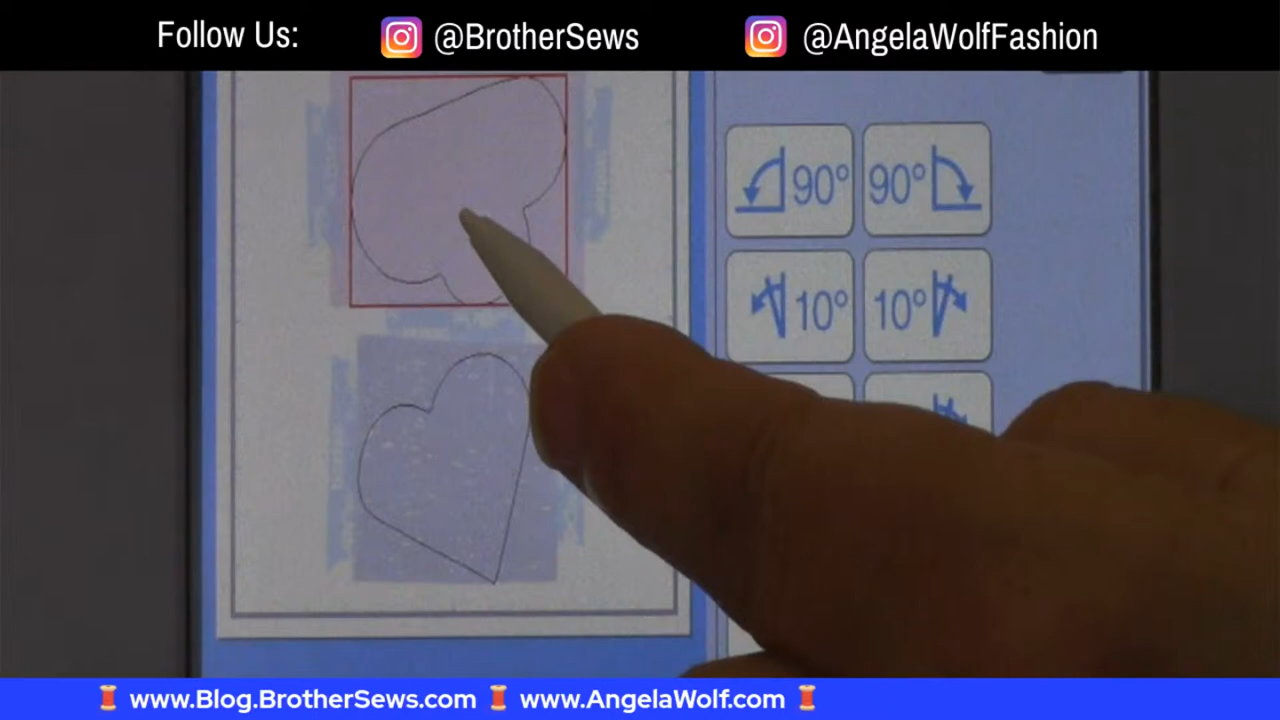 Follow Us: @BrotherSews @AngelaWolfFashion
90° 90°
10° 10°
www.Blog.BrotherSews.com www.AngelaWolf.com